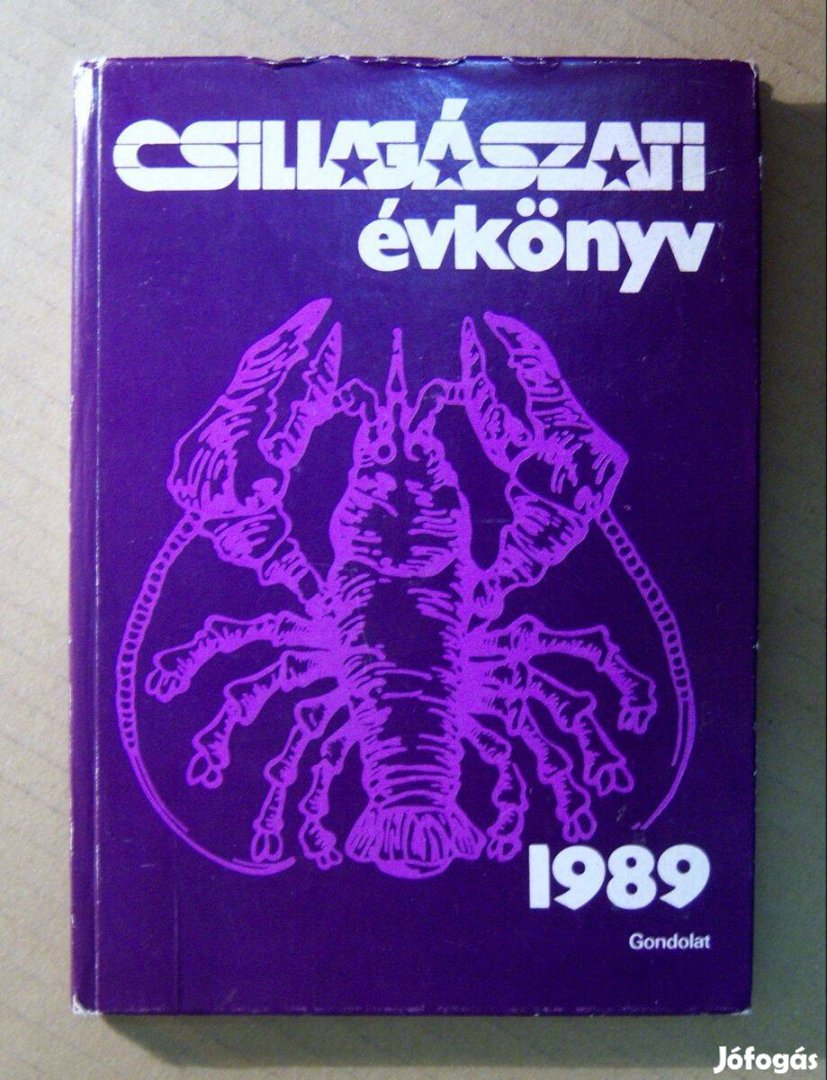 CSILLAGÁSZATI
évkönyv
1989
Gondolat
Jófogás